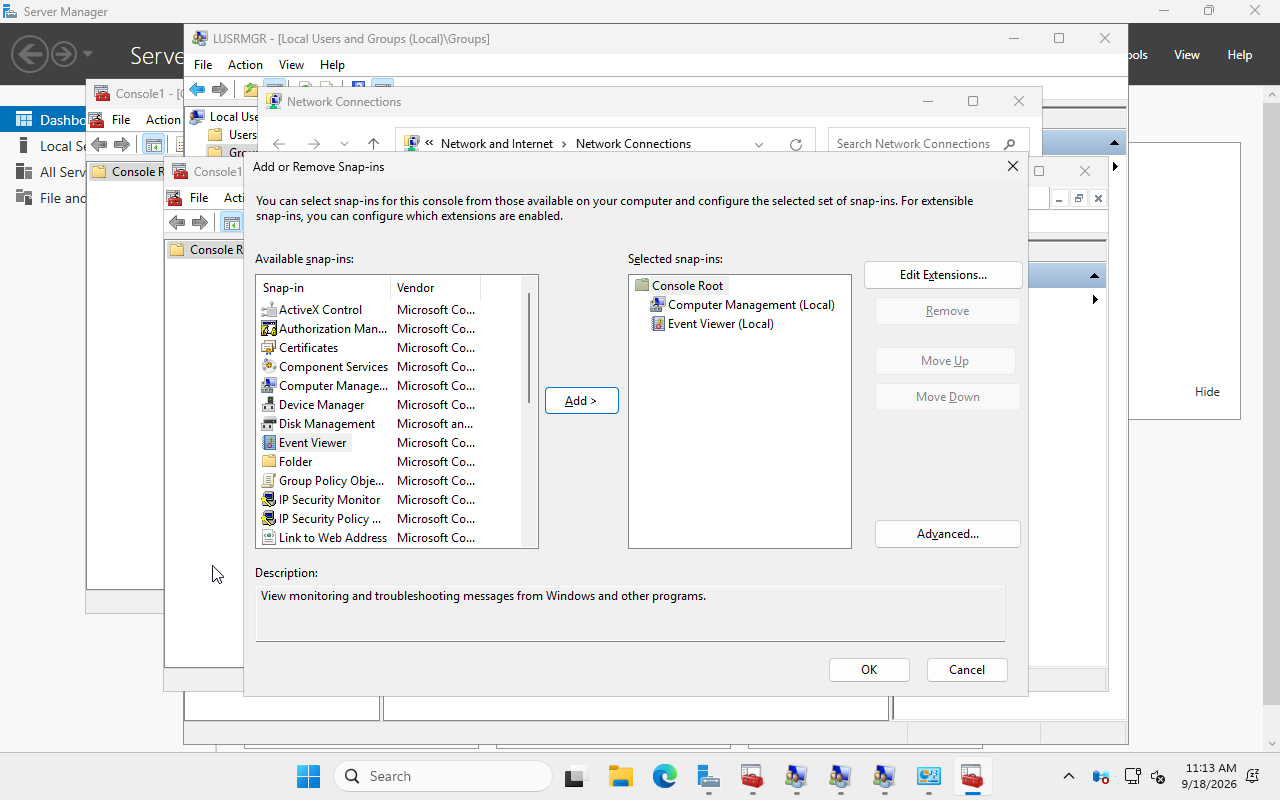 Server Manager
LUSRMGR - [Local Users and Groups (Local)\Groups]
File Action View Help
View
Help
Console1 - [
File Action
Network Connections
Network and Internet > Network Connections
Search Network Connections
Users
Console1
File
Add or Remove Snap-ins
You can select snap-ins for this console from those available on your computer and configure the selected set of snap-ins. For extensible
snap-ins, you can configure which extensions are enabled.
Available snap-ins:
Selected snap-ins:
Snap-in Vendor
ActiveX Control Microsoft Co...
Authorization Man... Microsoft Co...
Certificates Microsoft Co...
Component Services Microsoft Co...
Computer Manage... Microsoft Co...
Device Manager Microsoft Co...
Disk Management Microsoft an...
Event Viewer Microsoft Co...
Folder Microsoft Co...
Group Policy Obje... Microsoft Co...
IP Security Monitor Microsoft Co...
IP Security Policy ... Microsoft Co...
Link to Web Address Microsoft Co...
Add >
Console Root
Computer Management (Local)
Event Viewer (Local)
Edit Extensions...
Remove
Move Up
Move Down
Advanced...
Description:
View monitoring and troubleshooting messages from Windows and other programs.
OK
Cancel
Hide
Search
11:13 AM
9/18/2026